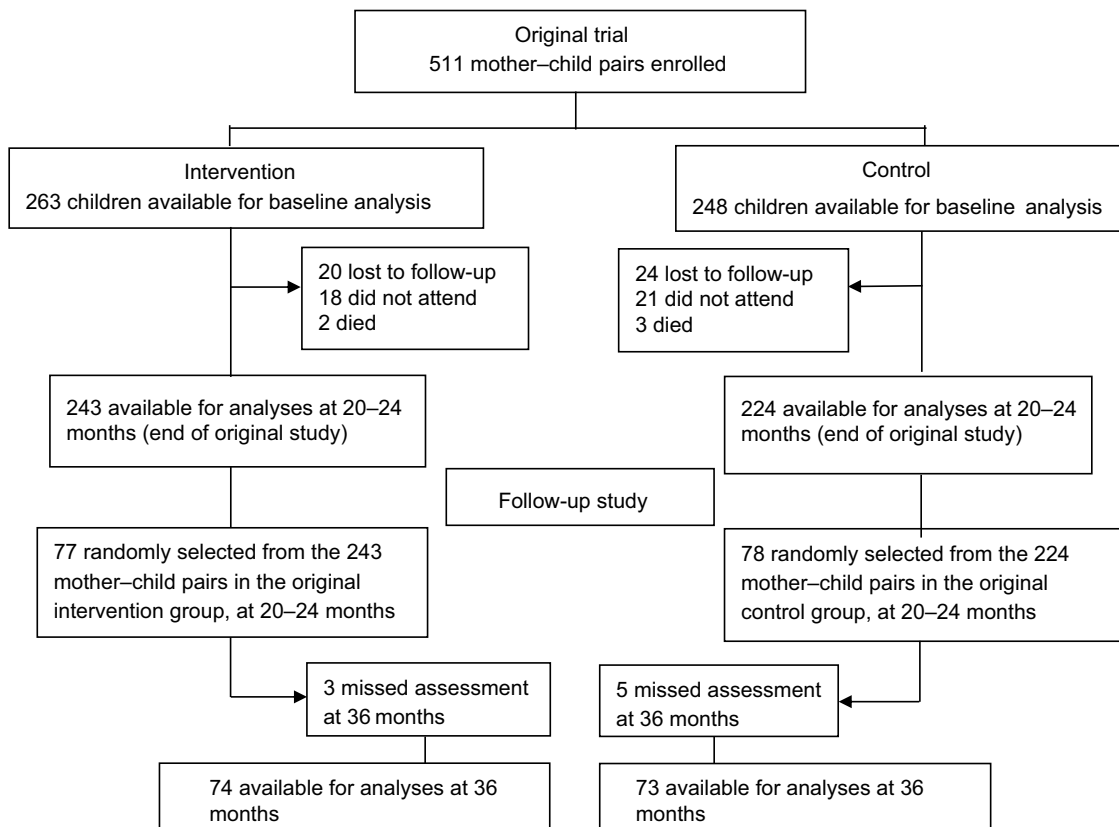 Original trial
511 mother–child pairs enrolled
Intervention
263 children available for baseline analysis
Control
248 children available for baseline analysis
20 lost to follow-up
18 did not attend
2 died
24 lost to follow-up
21 did not attend
3 died
243 available for analyses at 20–24
months (end of original study)
224 available for analyses at 20–24
months (end of original study)
Follow-up study
77 randomly selected from the 243
mother–child pairs in the original
intervention group, at 20–24 months
78 randomly selected from the 224
mother–child pairs in the original
control group, at 20–24 months
3 missed assessment
at 36 months
5 missed assessment
at 36 months
74 available for analyses at 36
months
73 available for analyses at 36
months